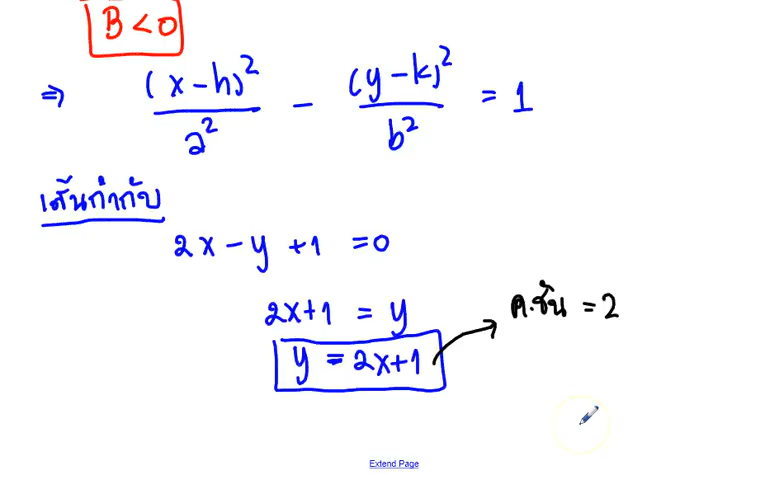 B < 0
⇒ (x-h)²/a² - (y-k)²/b² = 1
เส้นกำกับ
2x - y + 1 = 0
2x+1 = y
y = 2x+1 → ค.ชัน = 2
Extend Page